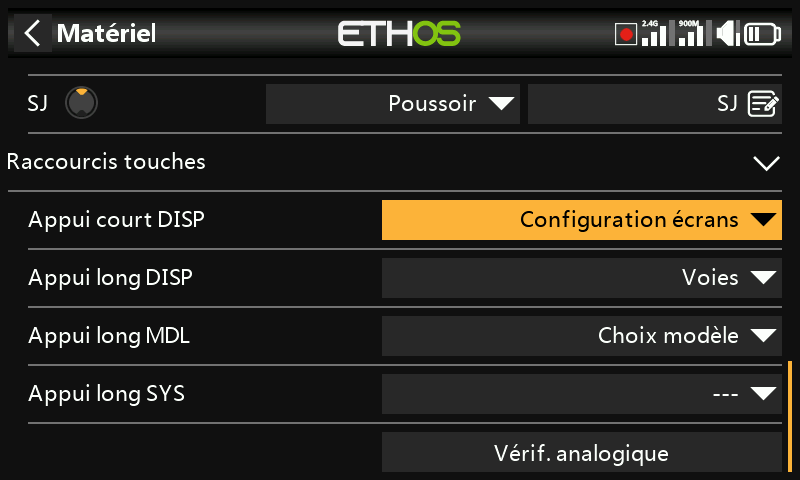 Matériel ETHOS 2.4G 900M
SJ Poussoir SJ
Raccourcis touches
Appui court DISP Configuration écrans
Appui long DISP Voies
Appui long MDL Choix modèle
Appui long SYS ---
Vérif. analogique